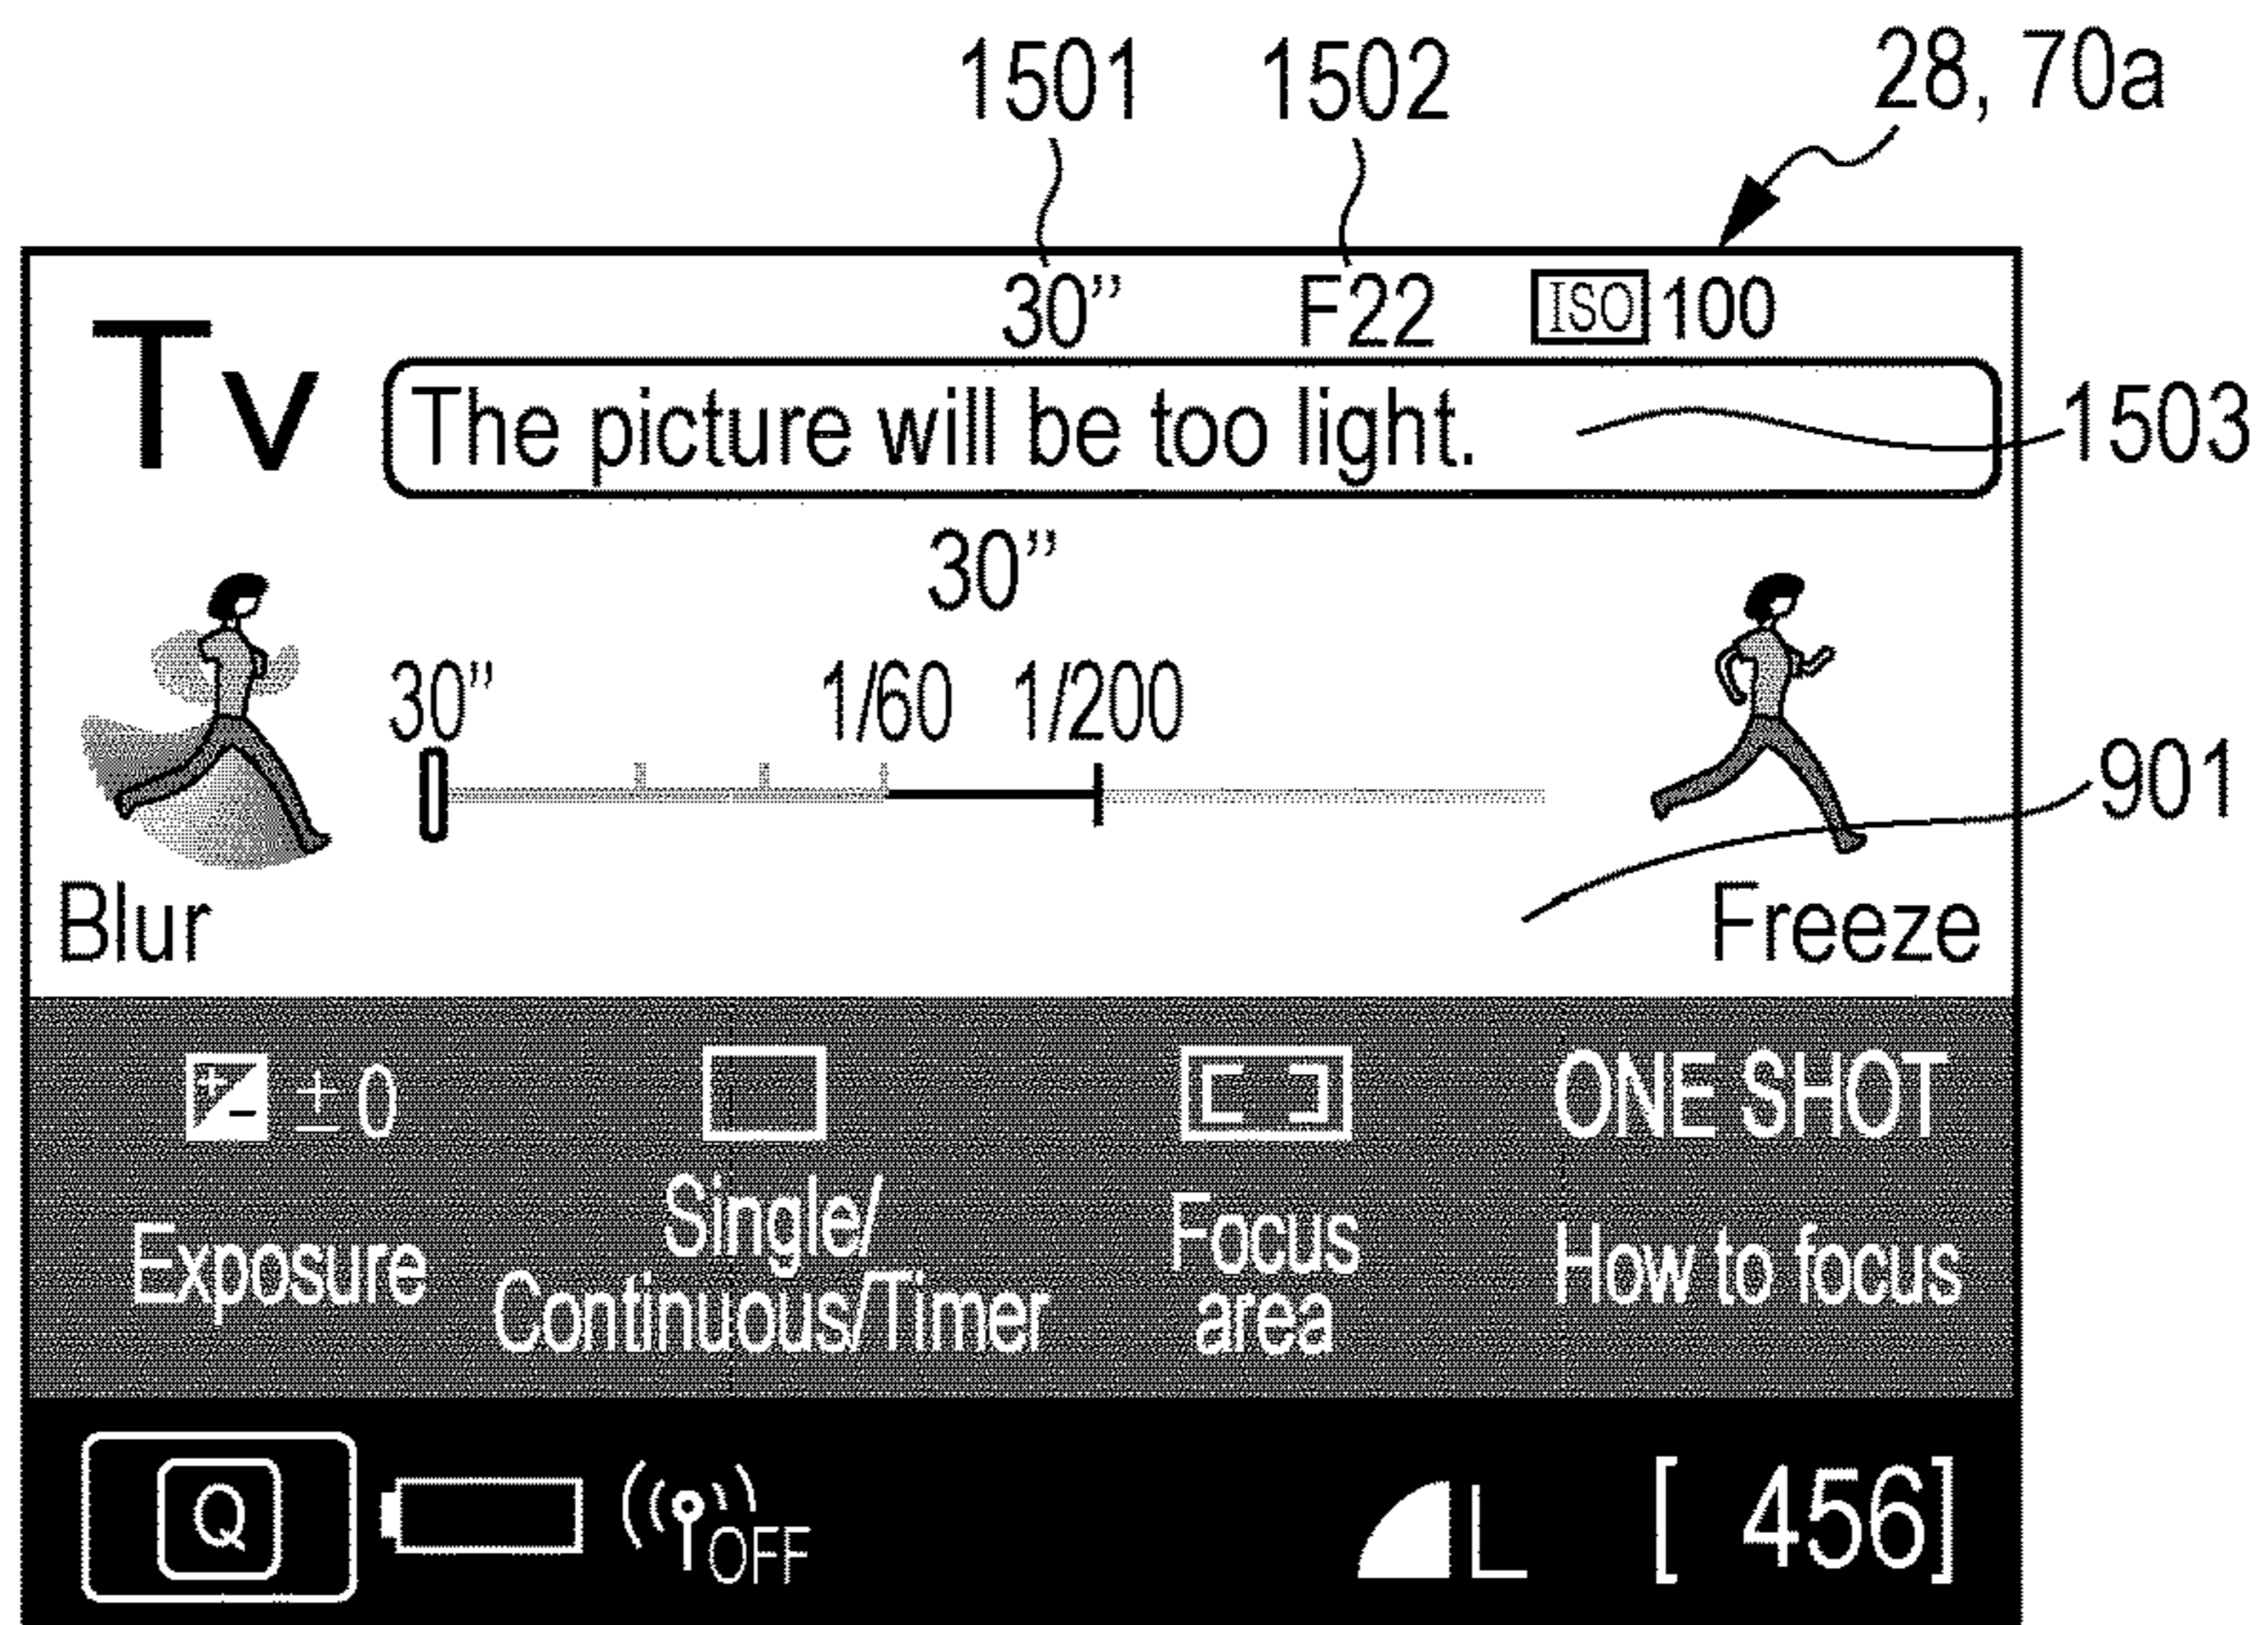 1501 1502 28, 70a
30” F22 ISO 100
Tv
The picture will be too light.
1503
30”
30” 1/60 1/200
901
Blur
Freeze
±0
ONE SHOT
Exposure
Single/
Continuous/Timer
Focus
area
How to focus
Q
OFF
L
[ 456]